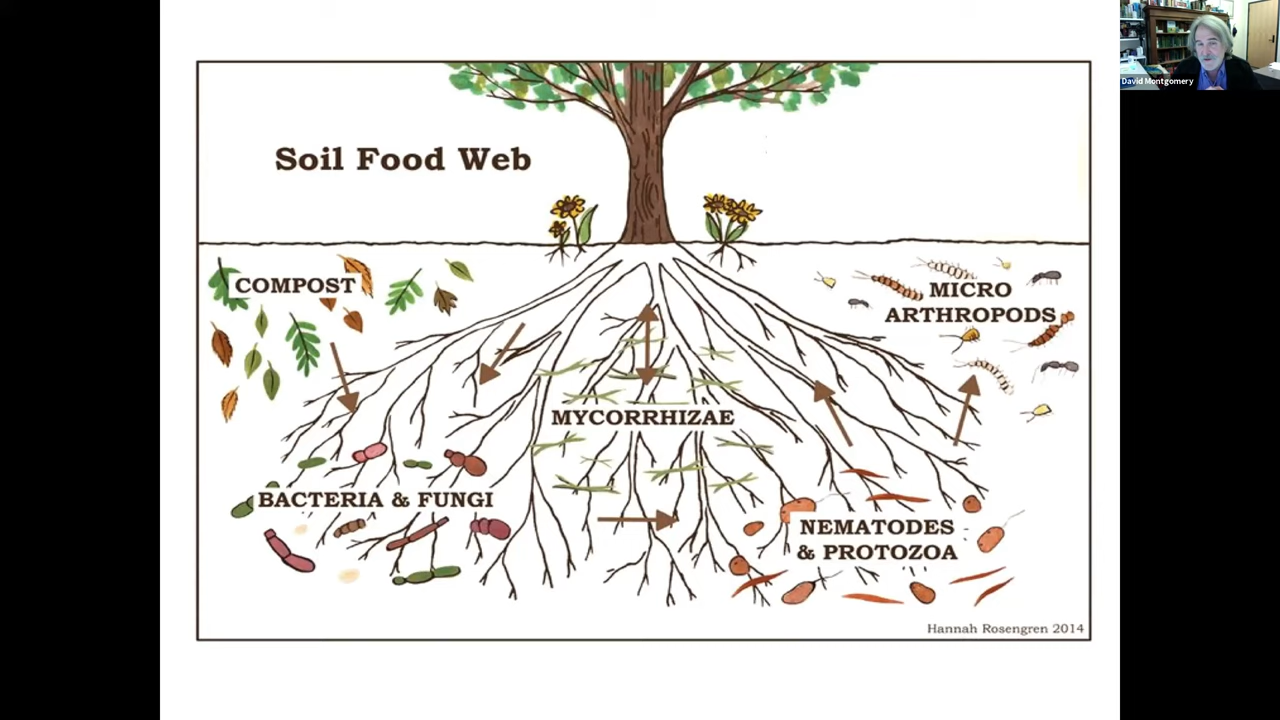 David Montgomery
Soil Food Web
COMPOST
MICRO
ARTHROPODS
MYCORRHIZAE
BACTERIA & FUNGI
NEMATODES
& PROTOZOA
Hannah Rosengren 2014